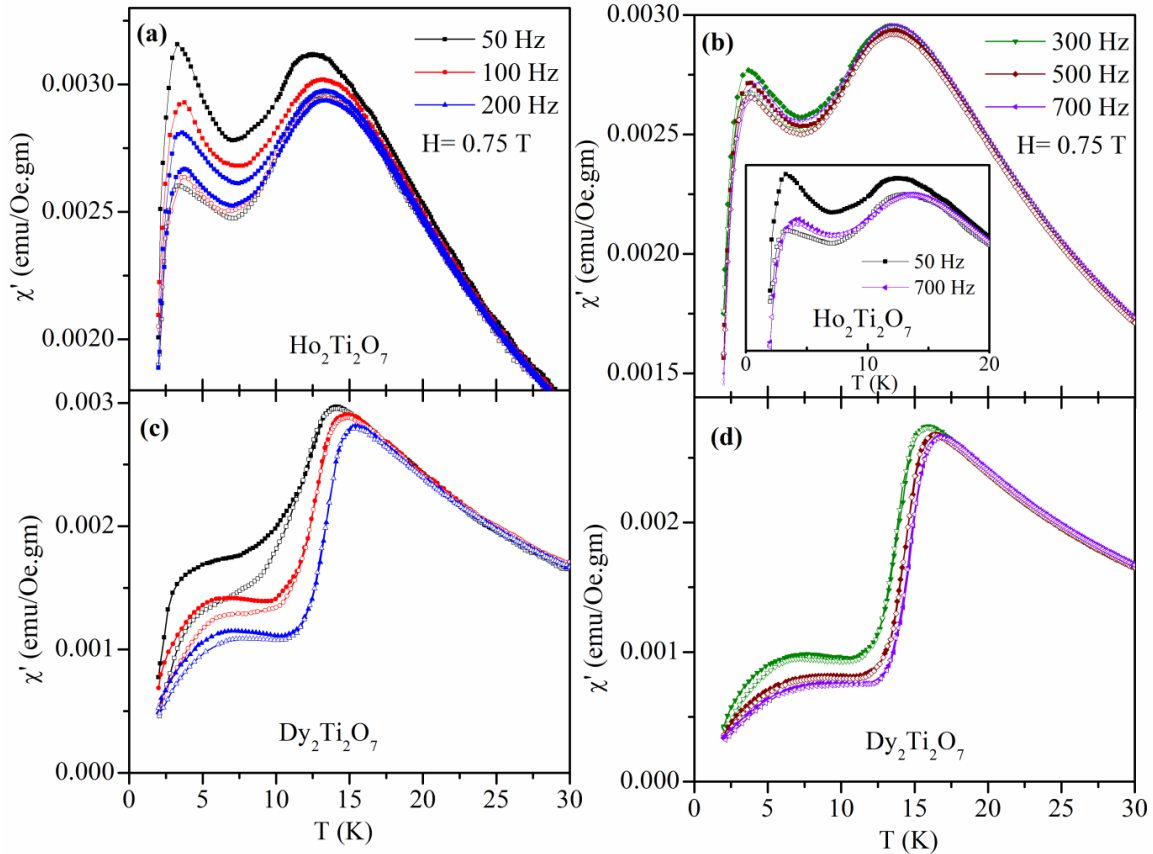 (a)
50 Hz
100 Hz
200 Hz
H= 0.75 T
Ho2Ti2O7
χ' (emu/Oe.gm)
0.0030
0.0025
0.0020
(b)
300 Hz
500 Hz
700 Hz
H= 0.75 T
χ' (emu/Oe.gm)
0.0030
0.0025
0.0020
0.0015
50 Hz
700 Hz
Ho2Ti2O7
0 10 20
T (K)
(c)
Dy2Ti2O7
χ' (emu/Oe.gm)
0.003
0.002
0.001
0.000
0 5 10 15 20 25 30
T (K)
(d)
Dy2Ti2O7
χ' (emu/Oe.gm)
0.002
0.001
0.000
0 5 10 15 20 25 30
T (K)